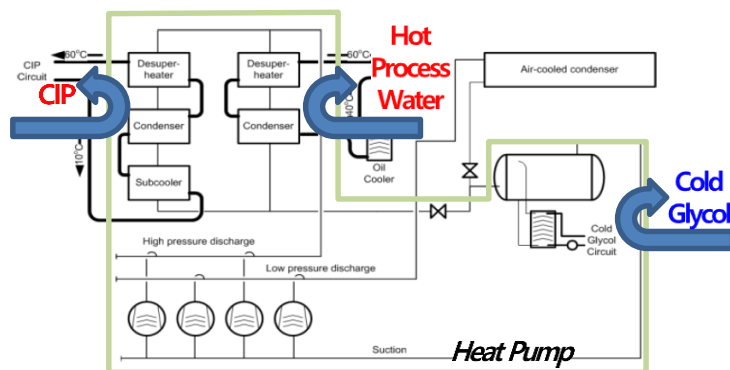 60°C
CIP
Circuit
CIP
10°C
Desuper-
heater
Condenser
Subcooler
Desuper-
heater
Condenser
60°C
40°C
Hot
Process
Water
Oil
Cooler
Air-cooled condenser
Cold
Glycol
Cold
Glycol
Circuit
High pressure discharge
Low pressure discharge
Suction
Heat Pump